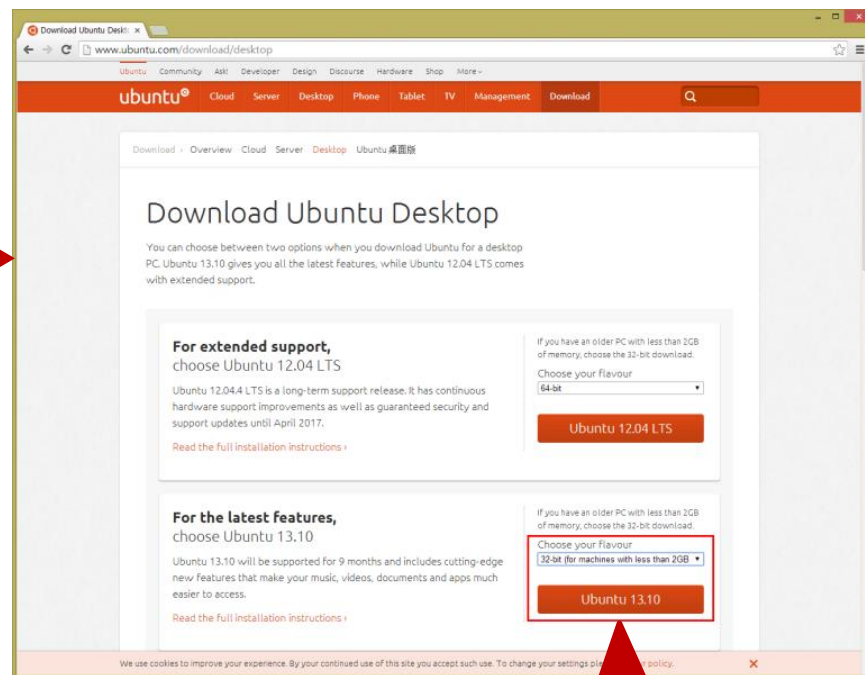 Download Ubuntu Deskt
www.ubuntu.com/download/desktop
Ubuntu Community Ask! Developer Design Discourse Hardware Shop More
ubuntu Cloud Server Desktop Phone Tablet TV Management Download
Download › Overview Cloud Server Desktop Ubuntu 桌面版
Download Ubuntu Desktop
You can choose between two options when you download Ubuntu for a desktop
PC. Ubuntu 13.10 gives you all the latest features, while Ubuntu 12.04 LTS comes
with extended support.
For extended support,
choose Ubuntu 12.04 LTS
Ubuntu 12.04.4 LTS is a long-term support release. It has continuous
hardware support improvements as well as guaranteed security and
support updates until April 2017.
Read the full installation instructions ›
If you have an older PC with less than 2GB
of memory, choose the 32-bit download.
Choose your flavour
64-bit
Ubuntu 12.04 LTS
For the latest features,
choose Ubuntu 13.10
Ubuntu 13.10 will be supported for 9 months and includes cutting-edge
new features that make your music, videos, documents and apps much
easier to access.
Read the full installation instructions ›
If you have an older PC with less than 2GB
of memory, choose the 32-bit download.
Choose your flavour
32-bit (for machines with less than 2GB
Ubuntu 13.10
We use cookies to improve your experience. By your continued use of this site you accept such use. To change your settings policy.